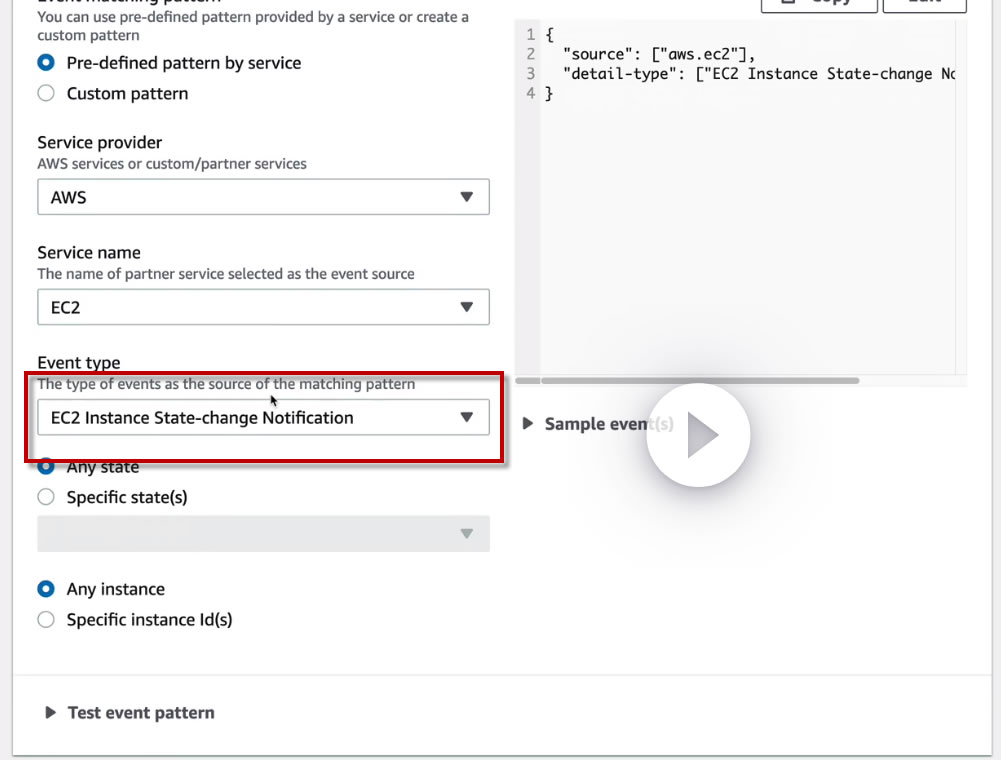 Event matching pattern
You can use pre-defined pattern provided by a service or create a
custom pattern
Pre-defined pattern by service
Custom pattern
Service provider
AWS services or custom/partner services
AWS
Service name
The name of partner service selected as the event source
EC2
Event type
The type of events as the source of the matching pattern
EC2 Instance State-change Notification
Any state
Specific state(s)
Any instance
Specific instance Id(s)
Test event pattern
Copy
Edit
1 {
2 "source": ["aws.ec2"],
3 "detail-type": ["EC2 Instance State-change No
4 }
Sample event(s)